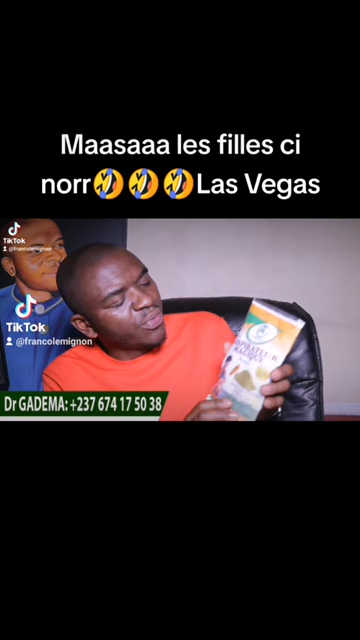 Maasaaa les filles ci
norr🤣🤣🤣Las Vegas
TikTok
@francolemignon
TikTok
@francolemignon
Dr GADEMA: +237 674 17 50 38